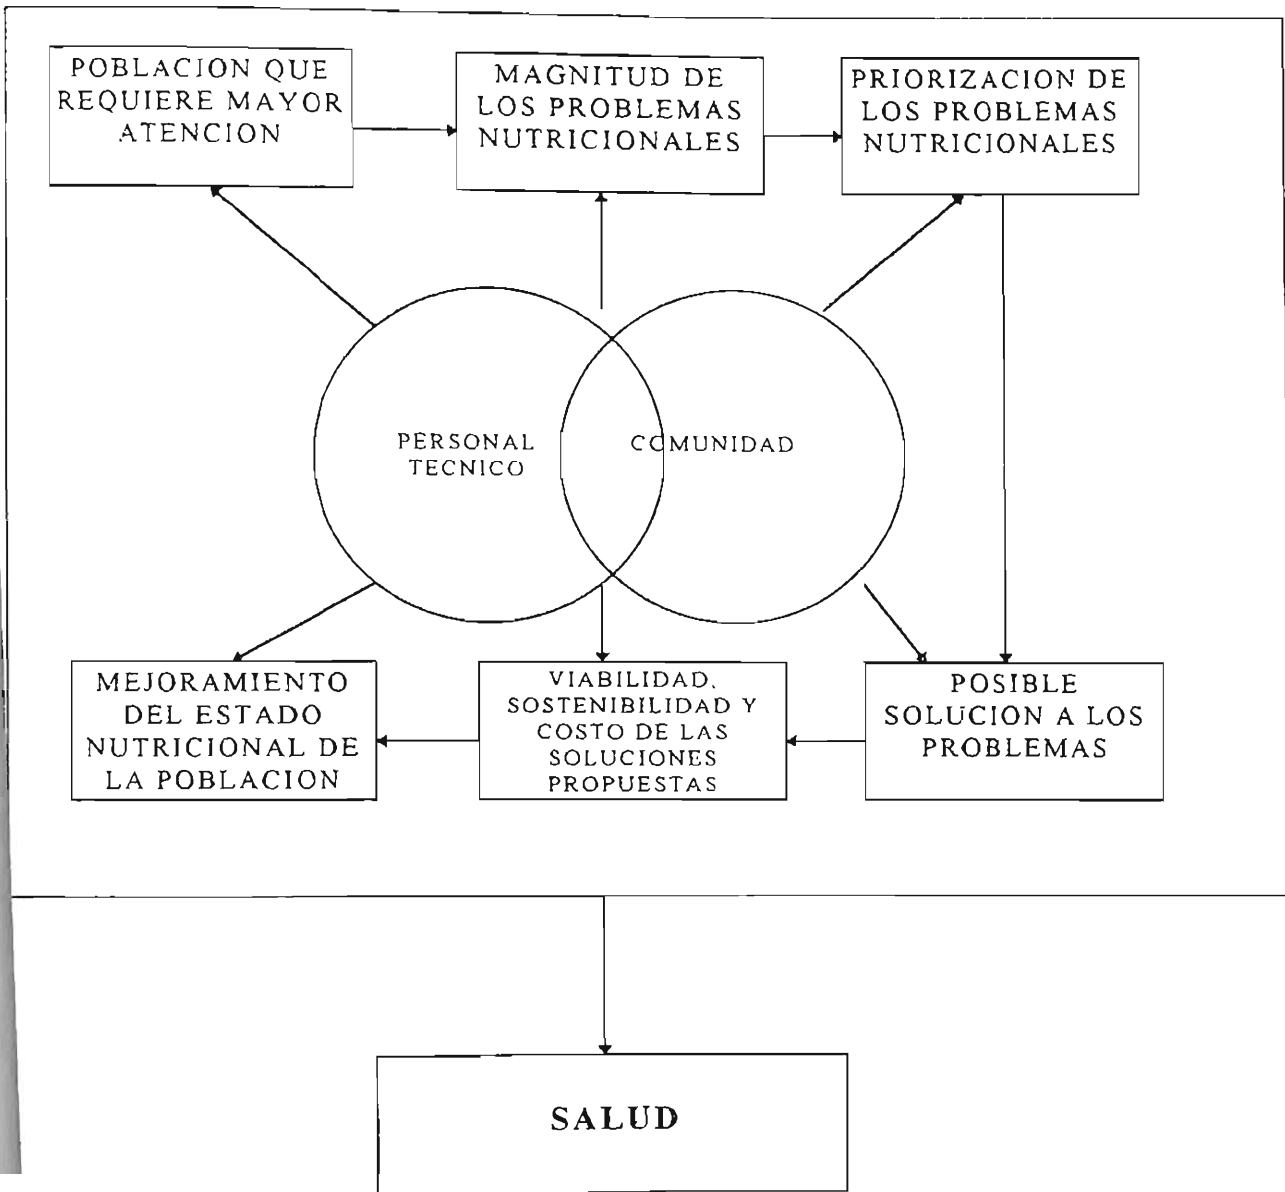 POBLACION QUE
REQUIERE MAYOR
ATENCION
MAGNITUD DE
LOS PROBLEMAS
NUTRICIONALES
PRIORIZACION DE
LOS PROBLEMAS
NUTRICIONALES
PERSONAL
TECNICO
COMUNIDAD
MEJORAMIENTO
DEL ESTADO
NUTRICIONAL DE
LA POBLACION
VIABILIDAD,
SOSTENIBILIDAD Y
COSTO DE LAS
SOLUCIONES
PROPUESTAS
POSIBLE
SOLUCION A LOS
PROBLEMAS
SALUD